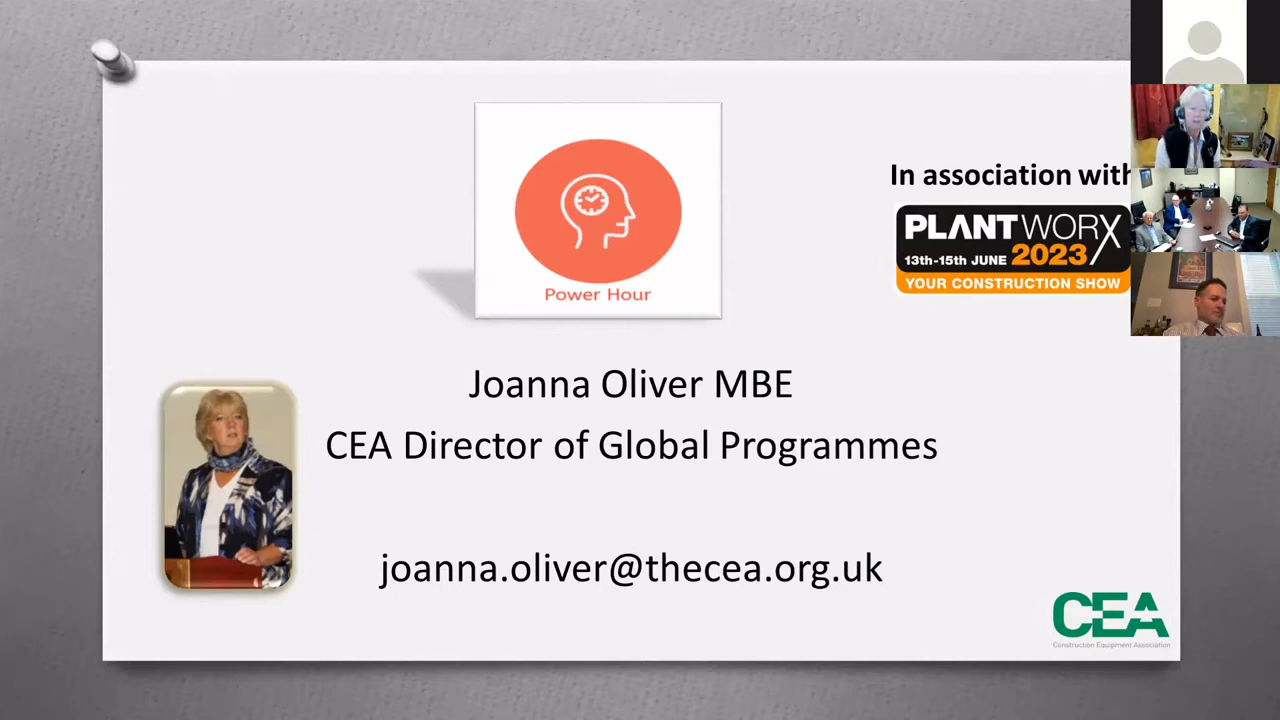 Power Hour
In association with
PLANTWORX
13th-15th JUNE 2023
YOUR CONSTRUCTION SHOW
Joanna Oliver MBE
CEA Director of Global Programmes
joanna.oliver@thecea.org.uk
CEA
Construction Equipment Association